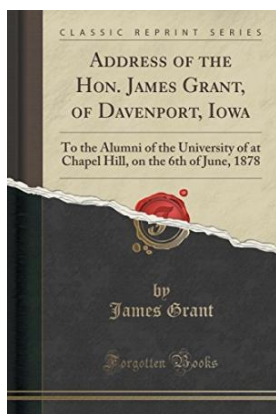 CLASSIC REPRINT SERIES
ADDRESS OF THE
HON. JAMES GRANT,
OF DAVENPORT, IOWA
TO THE ALUMNI OF THE UNIVERSITY OF AT
CHAPEL HILL, ON THE 6TH OF JUNE, 1878
by
James Grant
Forgotten Books